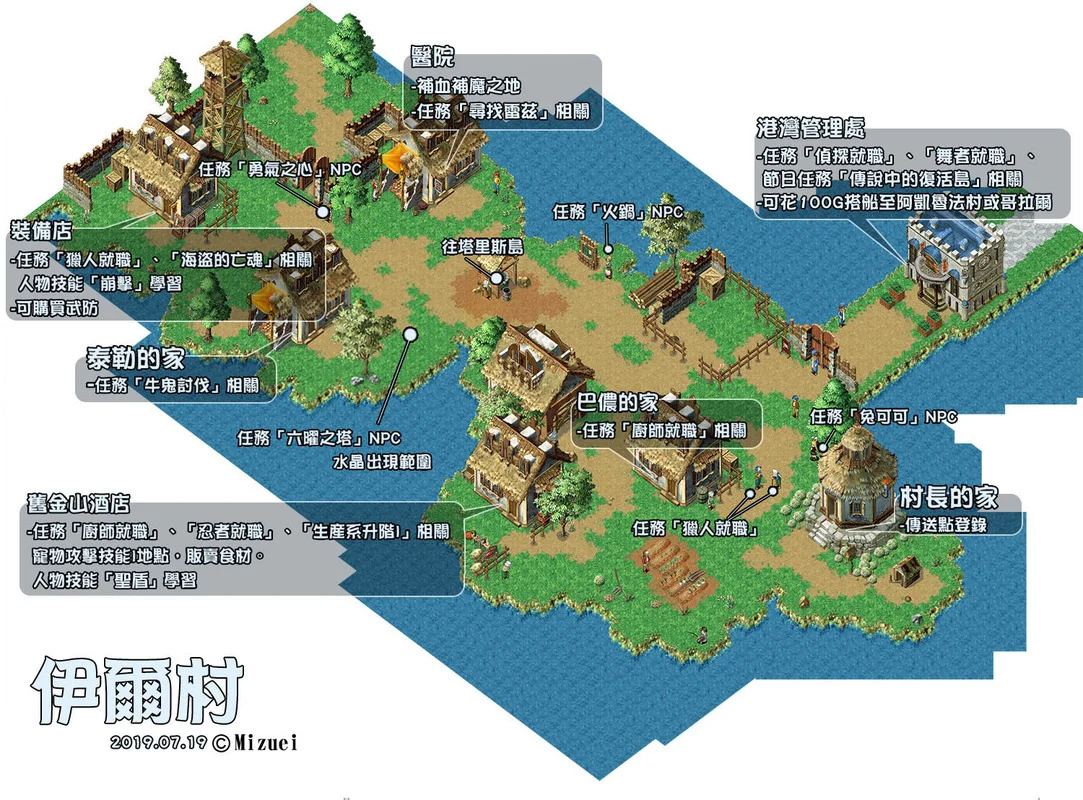 醫院
-補血補魔之地
-任務「尋找雷茲」相關
港灣管理處
-任務「偵探就職」、「舞者就職」、
節日任務「傳說中的復活島」相關
-可花100G搭船至阿凱魯法村或哥拉爾
任務「勇氣之心」NPC
任務「火鍋」NPC
裝備店
-任務「獵人就職」、「海盜的亡魂」相關
人物技能「崩擊」學習
-可購買武防
往塔里斯島
泰勒的家
-任務「牛鬼討伐」相關
巴儂的家
-任務「廚師就職」相關
任務「兔可可」NPC
任務「六曜之塔」NPC
水晶出現範圍
村長的家
-傳送點登錄
舊金山酒店
-任務「廚師就職」、「忍者就職」、「生產系升階I」相關
寵物攻擊技能I地點，販賣食材。
人物技能「聖盾」學習
任務「獵人就職」
伊爾村
2019.07.19 ©Mizuei